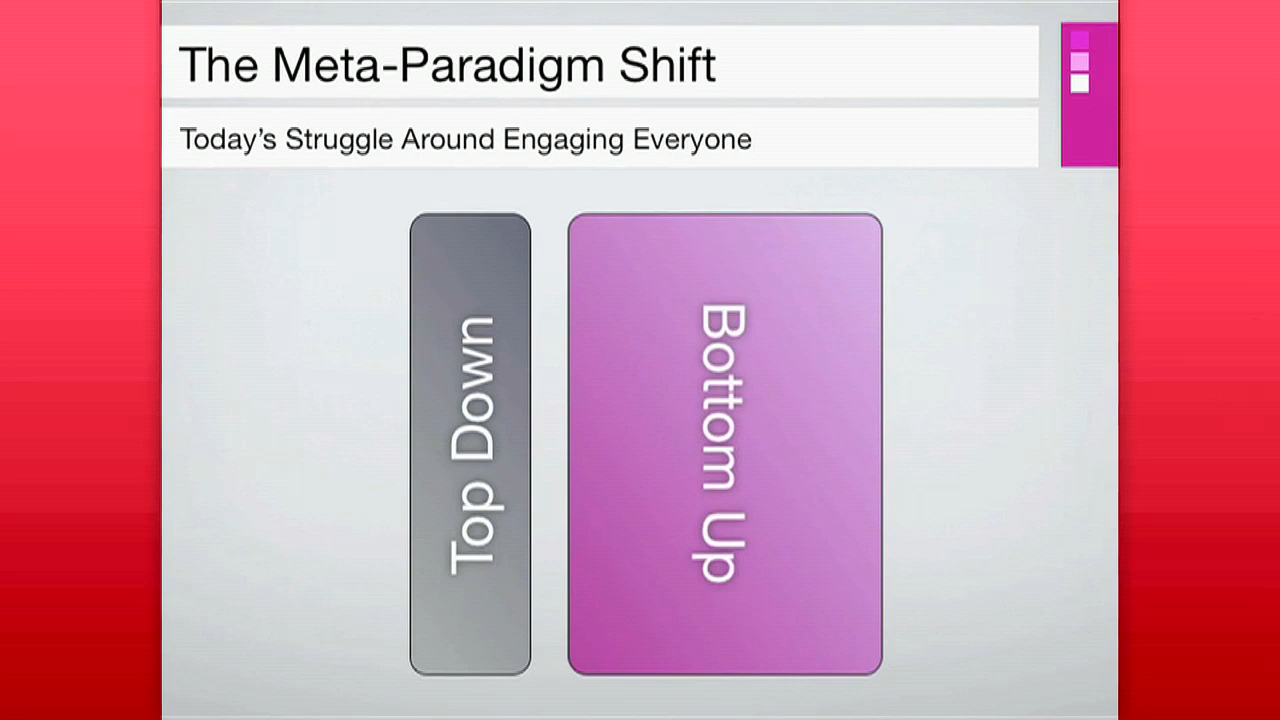 The Meta-Paradigm Shift
Today's Struggle Around Engaging Everyone
Top Down
Bottom Up